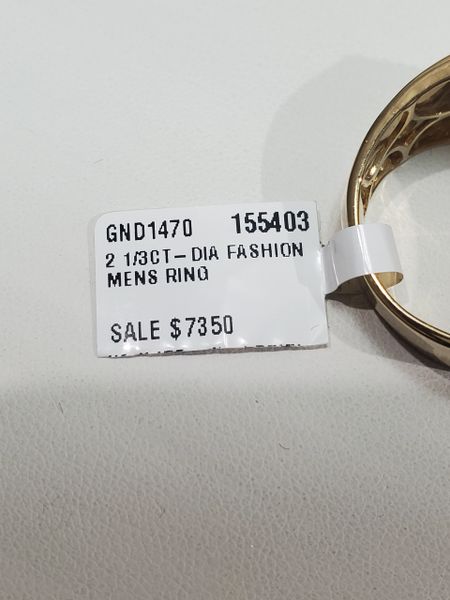 GND1470 155403
2 1/3CT-DIA FASHION
MENS RING
SALE $7350